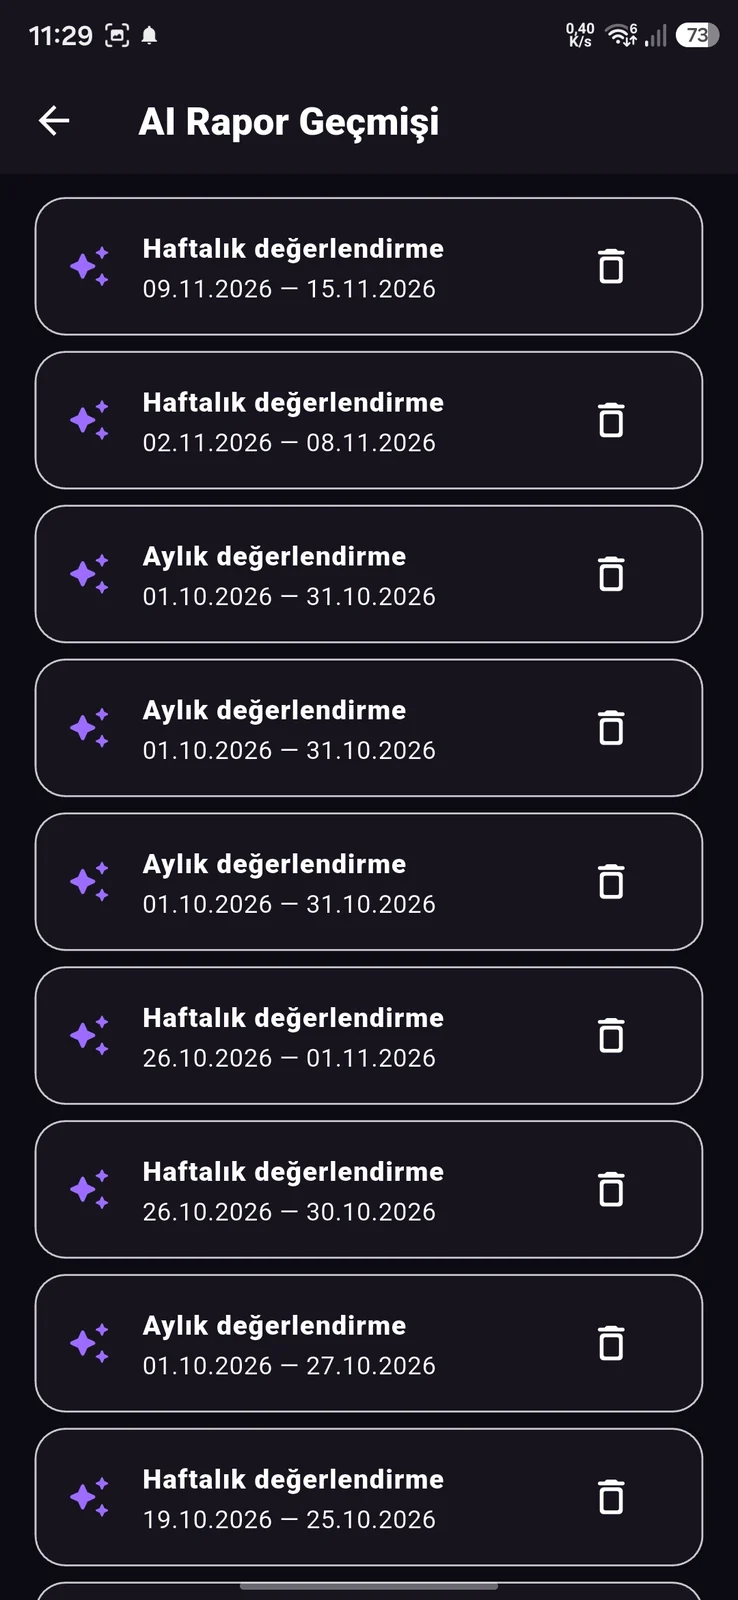 11:29
0,40
K/s
6
73
AI Rapor Geçmişi
Haftalık değerlendirme
09.11.2026 — 15.11.2026
Haftalık değerlendirme
02.11.2026 — 08.11.2026
Aylık değerlendirme
01.10.2026 — 31.10.2026
Aylık değerlendirme
01.10.2026 — 31.10.2026
Aylık değerlendirme
01.10.2026 — 31.10.2026
Haftalık değerlendirme
26.10.2026 — 01.11.2026
Haftalık değerlendirme
26.10.2026 — 30.10.2026
Aylık değerlendirme
01.10.2026 — 27.10.2026
Haftalık değerlendirme
19.10.2026 — 25.10.2026